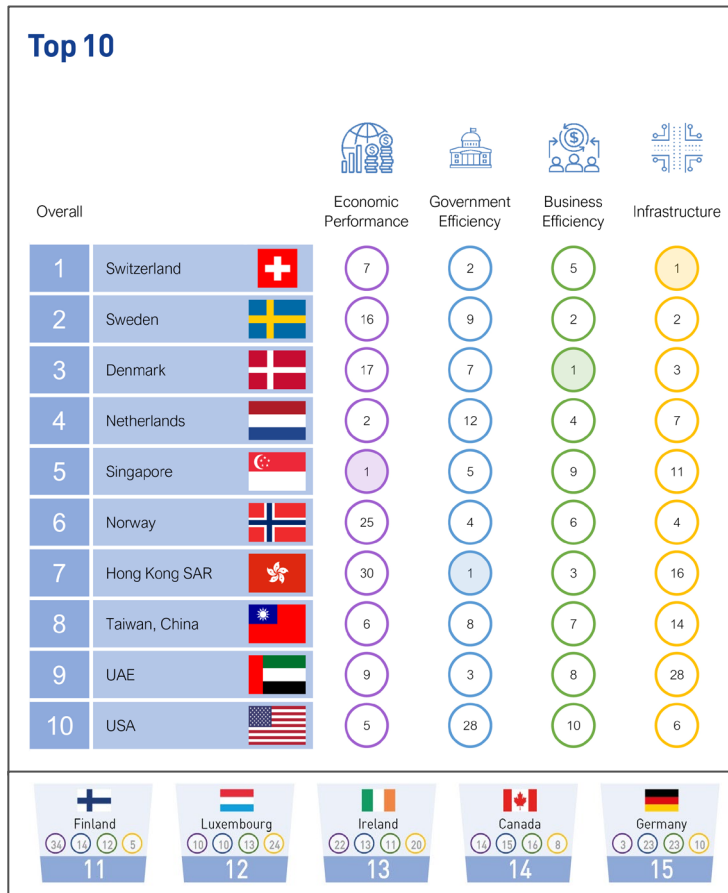 Top 10
Overall
Economic Performance
Government Efficiency
Business Efficiency
Infrastructure
1 Switzerland 7 2 5 1
2 Sweden 16 9 2 2
3 Denmark 17 7 1 3
4 Netherlands 2 12 4 7
5 Singapore 1 5 9 11
6 Norway 25 4 6 4
7 Hong Kong SAR 30 1 3 16
8 Taiwan, China 6 8 7 14
9 UAE 9 3 8 28
10 USA 5 28 10 6
Finland
34 14 12 5
11
Luxembourg
10 10 13 24
12
Ireland
22 13 11 20
13
Canada
14 15 16 8
14
Germany
3 23 23 10
15